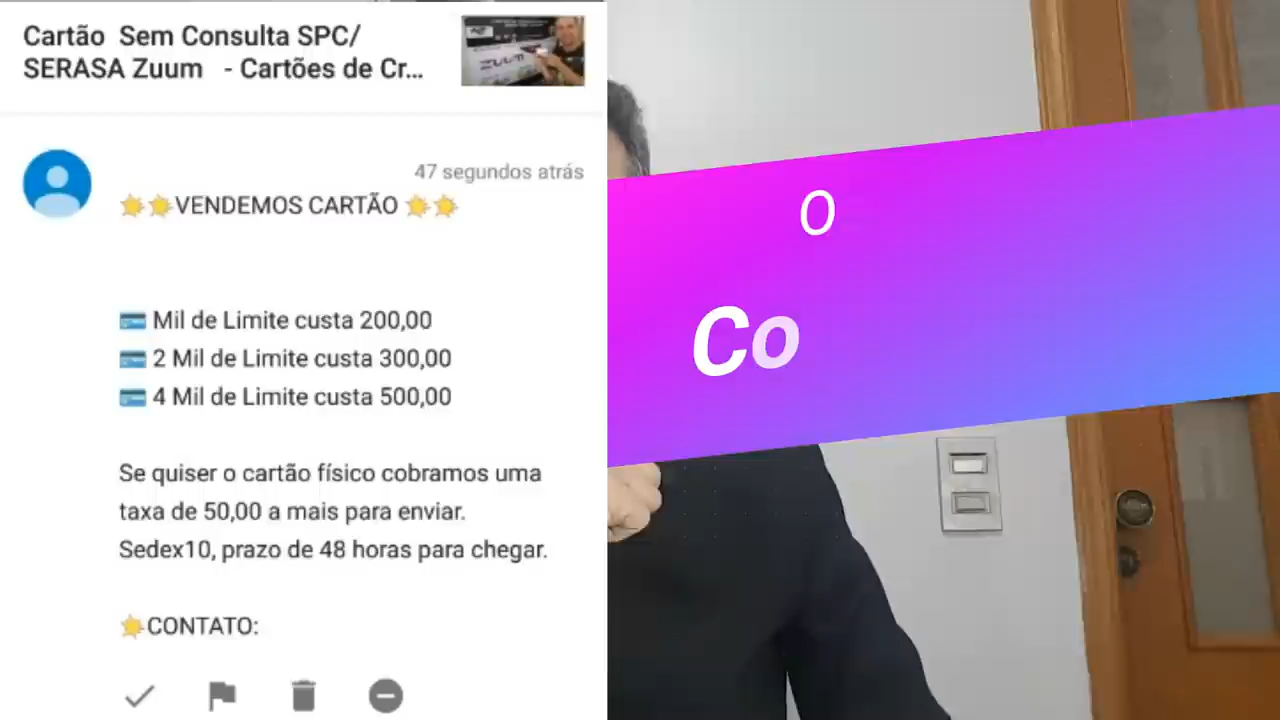 Cartão Sem Consulta SPC/
SERASA Zuum - Cartões de Cr...
zuum
47 segundos atrás
VENDEMOS CARTÃO
Mil de Limite custa 200,00
2 Mil de Limite custa 300,00
4 Mil de Limite custa 500,00
Se quiser o cartão físico cobramos uma
taxa de 50,00 a mais para enviar.
Sedex10, prazo de 48 horas para chegar.
CONTATO:
O
Co